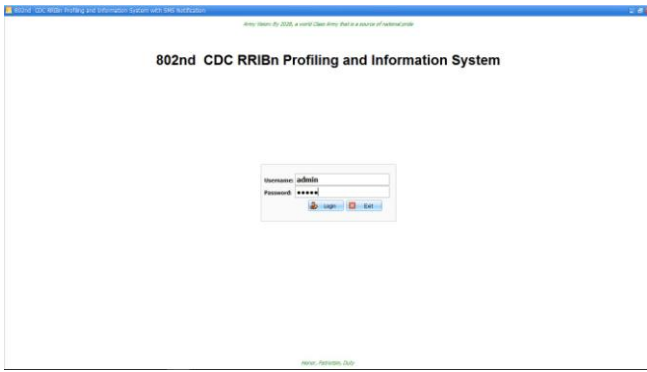 802nd CDC RRIBn Profiling and Information System with SMS Notification
Army Vision: By 2028, a world Class Army that is a source of national pride
802nd CDC RRIBn Profiling and Information System
Username: admin
Password: •••••
Login Exit
Honor, Patriotism, Duty